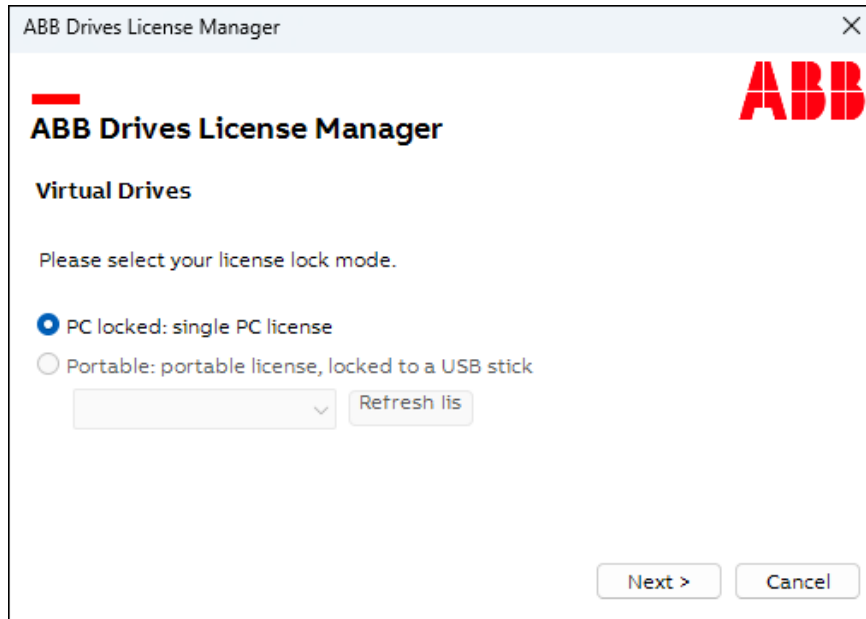 ABB Drives License Manager
ABB
ABB Drives License Manager
Virtual Drives
Please select your license lock mode.
PC locked: single PC license
Portable: portable license, locked to a USB stick
Refresh lis
Next >
Cancel